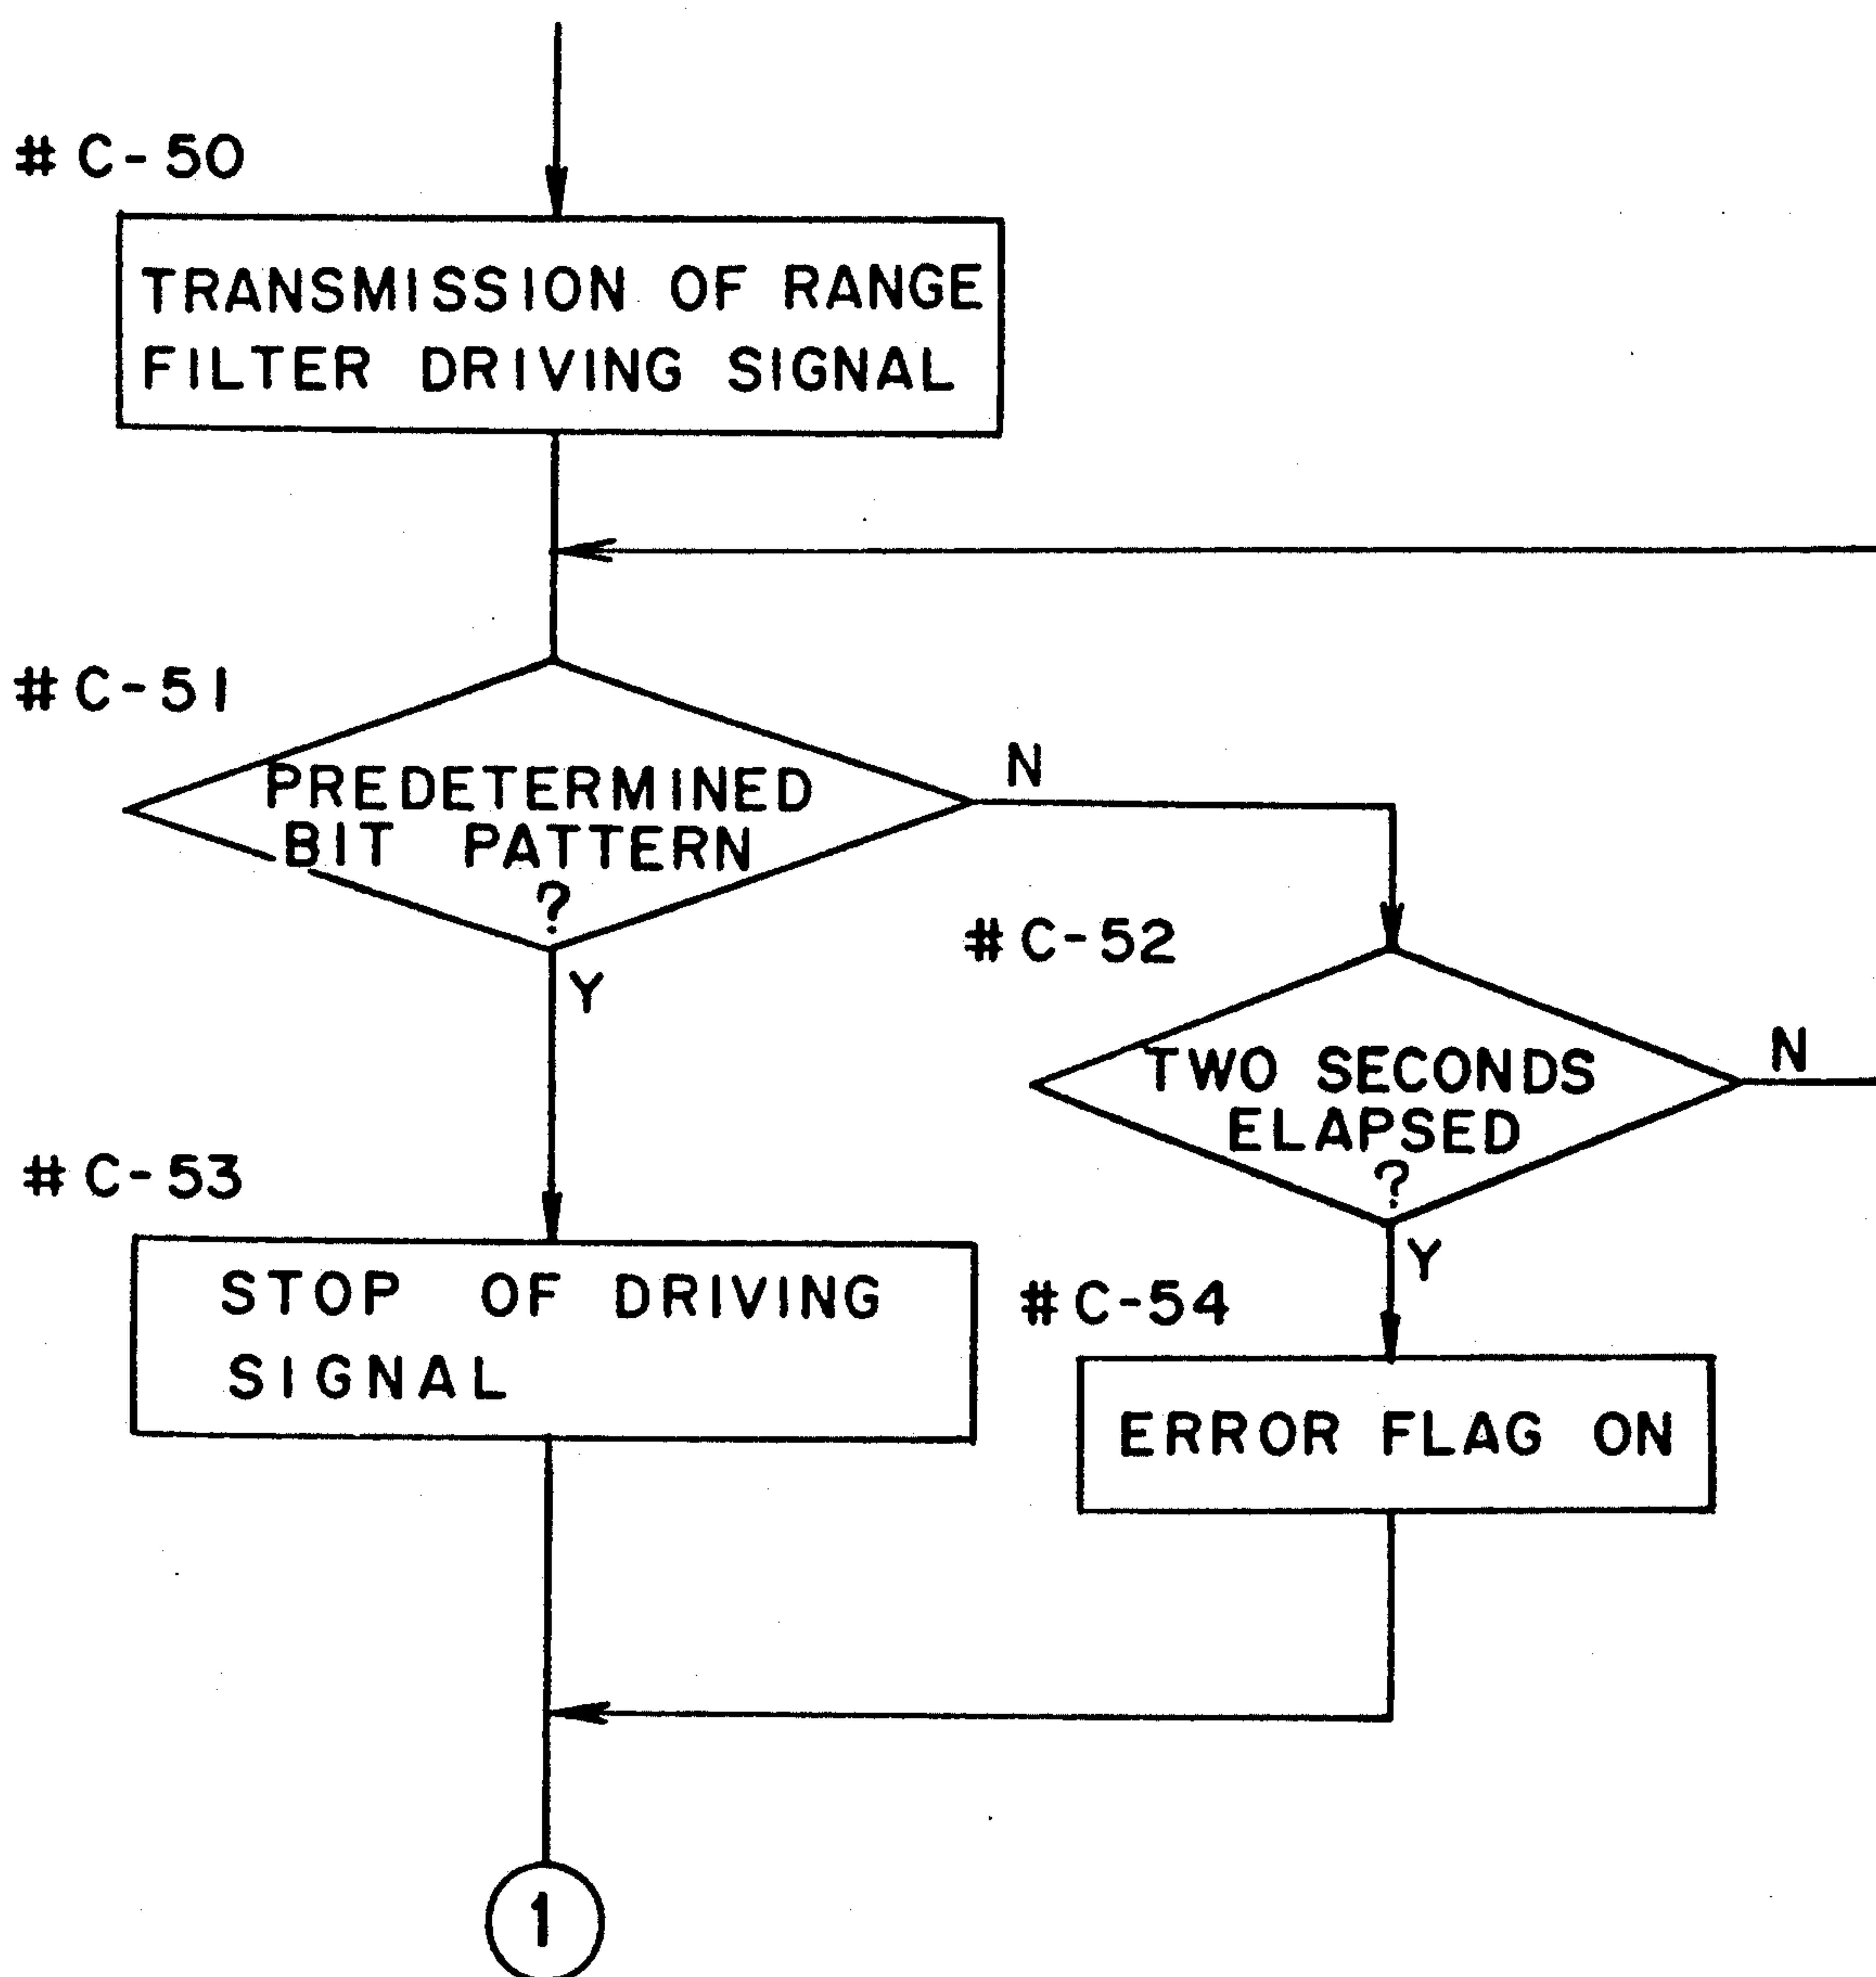 #C-50
TRANSMISSION OF RANGE
FILTER DRIVING SIGNAL
#C-51
PREDETERMINED
BIT PATTERN
?
N
Y
#C-52
TWO SECONDS
ELAPSED
?
N
Y
#C-53
STOP OF DRIVING
SIGNAL
#C-54
ERROR FLAG ON
1